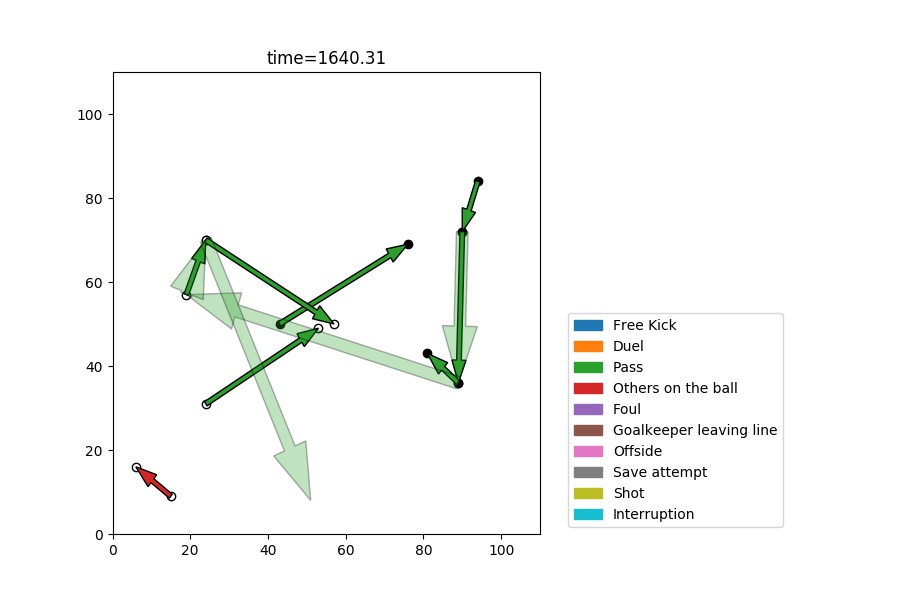 time=1640.31
100
80
60
40
20
0
0 20 40 60 80 100
Free Kick
Duel
Pass
Others on the ball
Foul
Goalkeeper leaving line
Offside
Save attempt
Shot
Interruption